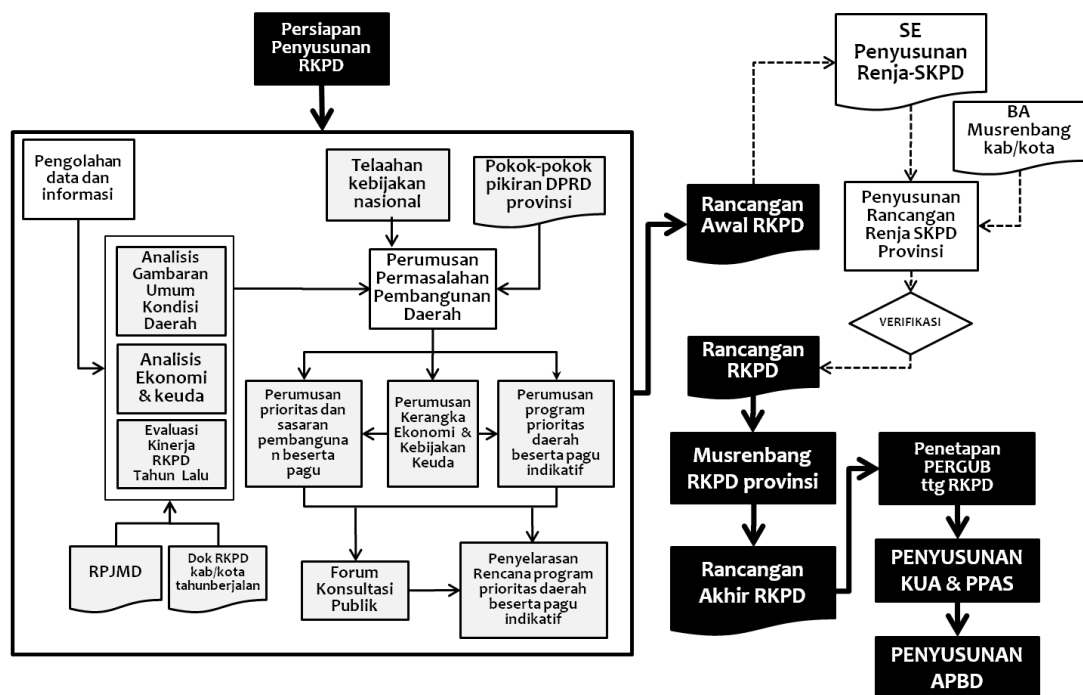 Persiapan
Penyusunan
RKPD
SE
Penyusunan
Renja-SKPD
BA
Musrenbang
kab/kota
Pengolahan
data dan
informasi
Telaahan
kebijakan
nasional
Pokok-pokok
pikiran DPRD
provinsi
Rancangan
Awal RKPD
Penyusunan
Rancangan
Renja SKPD
Provinsi
Analisis
Gambaran
Umum
Kondisi
Daerah
Perumusan
Permasalahan
Pembangunan
Daerah
VERIFIKASI
Analisis
Ekonomi
& keuda
Rancangan
RKPD
Evaluasi
Kinerja
RKPD
Tahun Lalu
Perumusan
prioritas dan
sasaran
pembanguna
n beserta
pagu
Perumusan
Kerangka
Ekonomi &
Kebijakan
Keuda
Perumusan
program
prioritas
daerah
beserta pagu
indikatif
Musrenbang
RKPD provinsi
Penetapan
PERGUB
ttg RKPD
RPJMD
Dok RKPD
kab/kota
tahunberjalan
Forum
Konsultasi
Publik
Penyelarasan
Rencana program
prioritas daerah
beserta pagu
indikatif
Rancangan
Akhir RKPD
PENYUSUNAN
KUA & PPAS
PENYUSUNAN
APBD